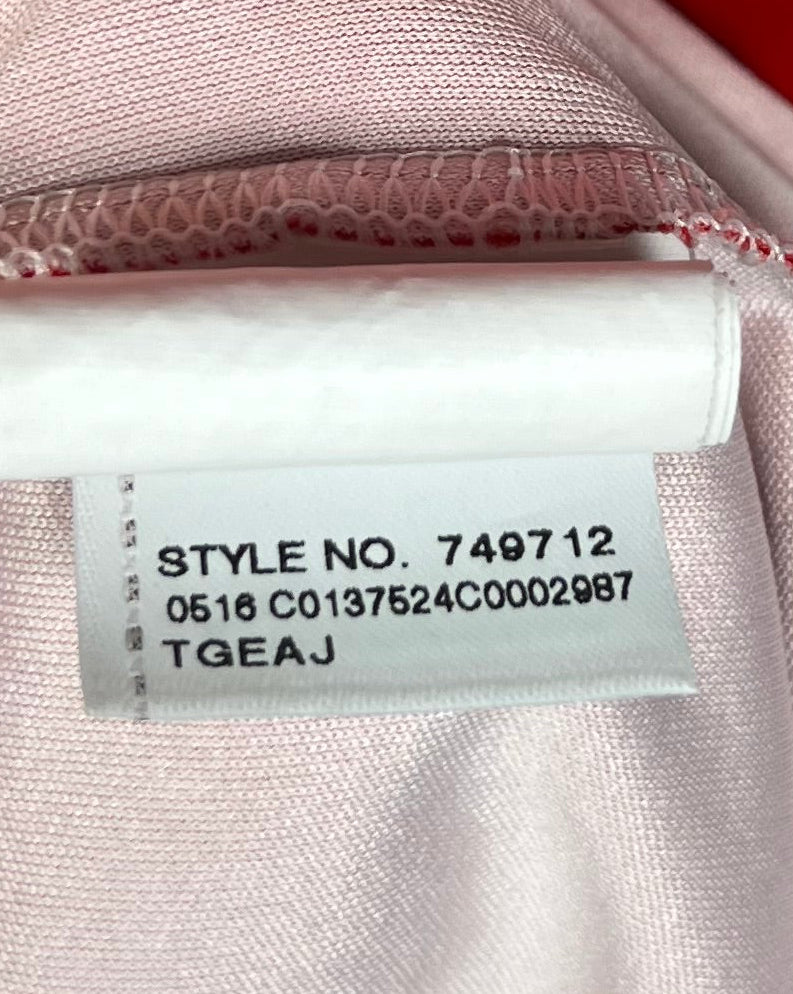 STYLE NO. 749712
0516 C0137524C0002987
TGEAJ